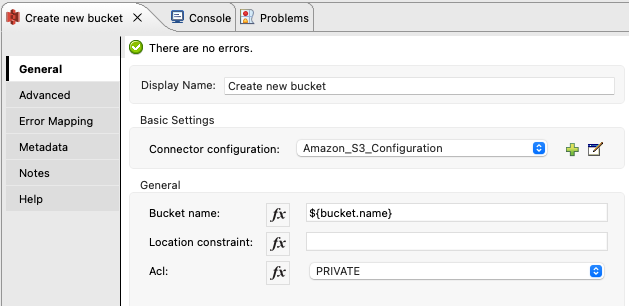 Create new bucket
Console
Problems
General
Advanced
Error Mapping
Metadata
Notes
Help
There are no errors.
Display Name: Create new bucket
Basic Settings
Connector configuration: Amazon_S3_Configuration
General
Bucket name: fx ${bucket.name}
Location constraint: fx
Acl: fx PRIVATE